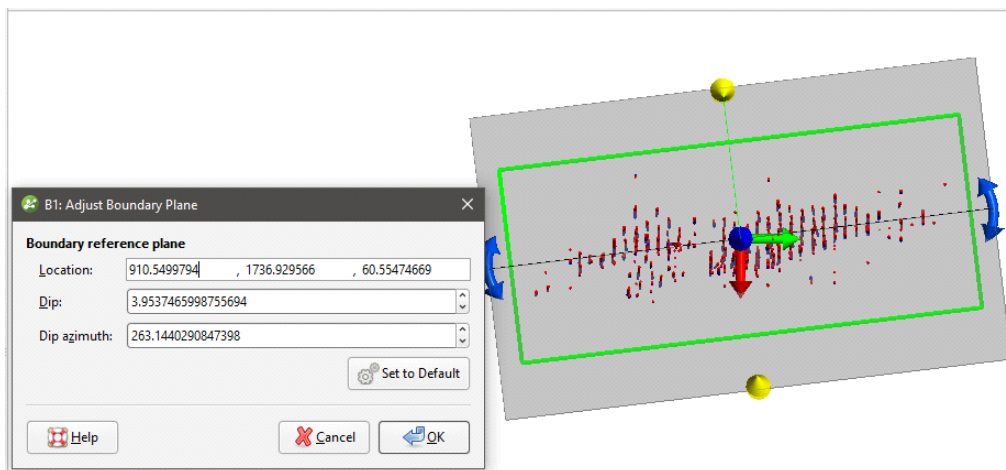 B1: Adjust Boundary Plane
Boundary reference plane
Location: 910.5499794 , 1736.929566 , 60.55474669
Dip: 3.9537465998755694
Dip azimuth: 263.1440290847398
Set to Default
Help Cancel OK